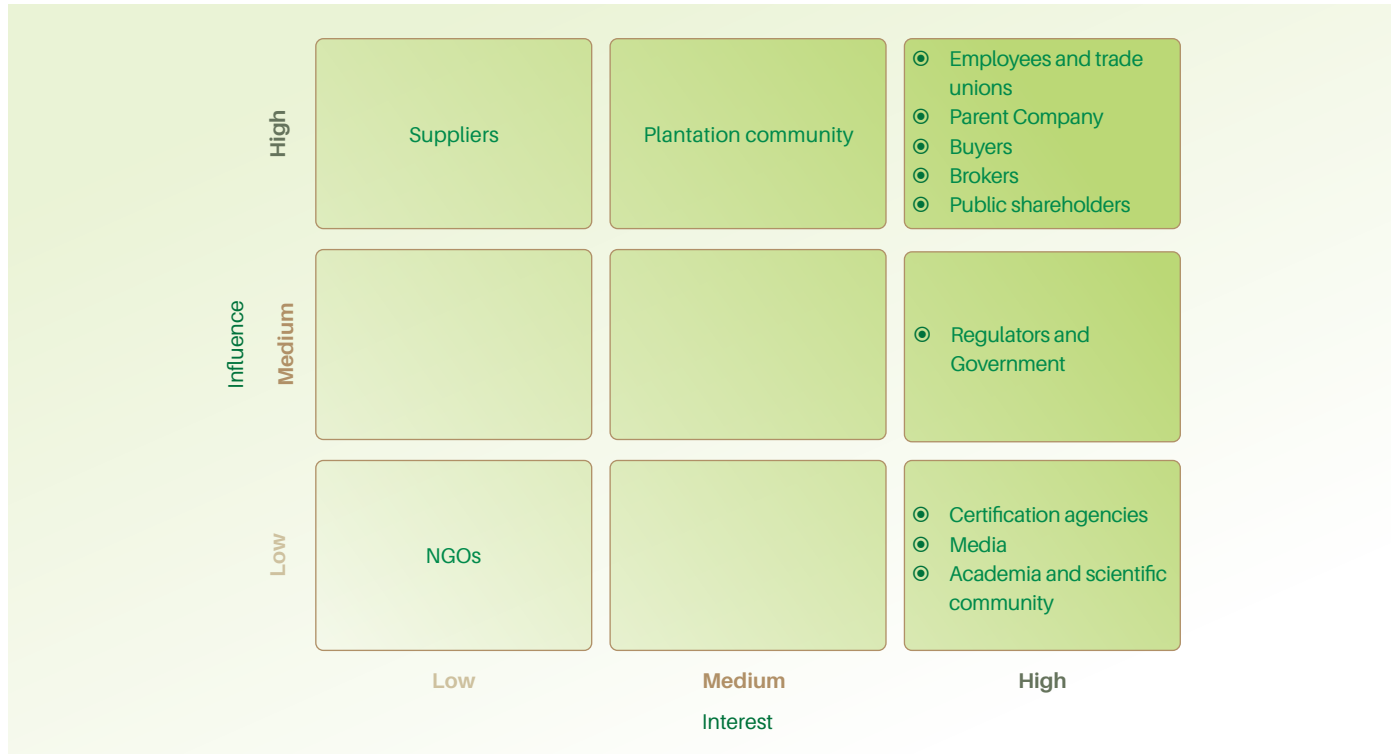 High
Suppliers
Plantation community
Employees and trade
unions
Parent Company
Buyers
Brokers
Public shareholders
Influence
Medium
Regulators and
Government
Low
NGOs
Certification agencies
Media
Academia and scientific
community
Low
Medium
High
Interest